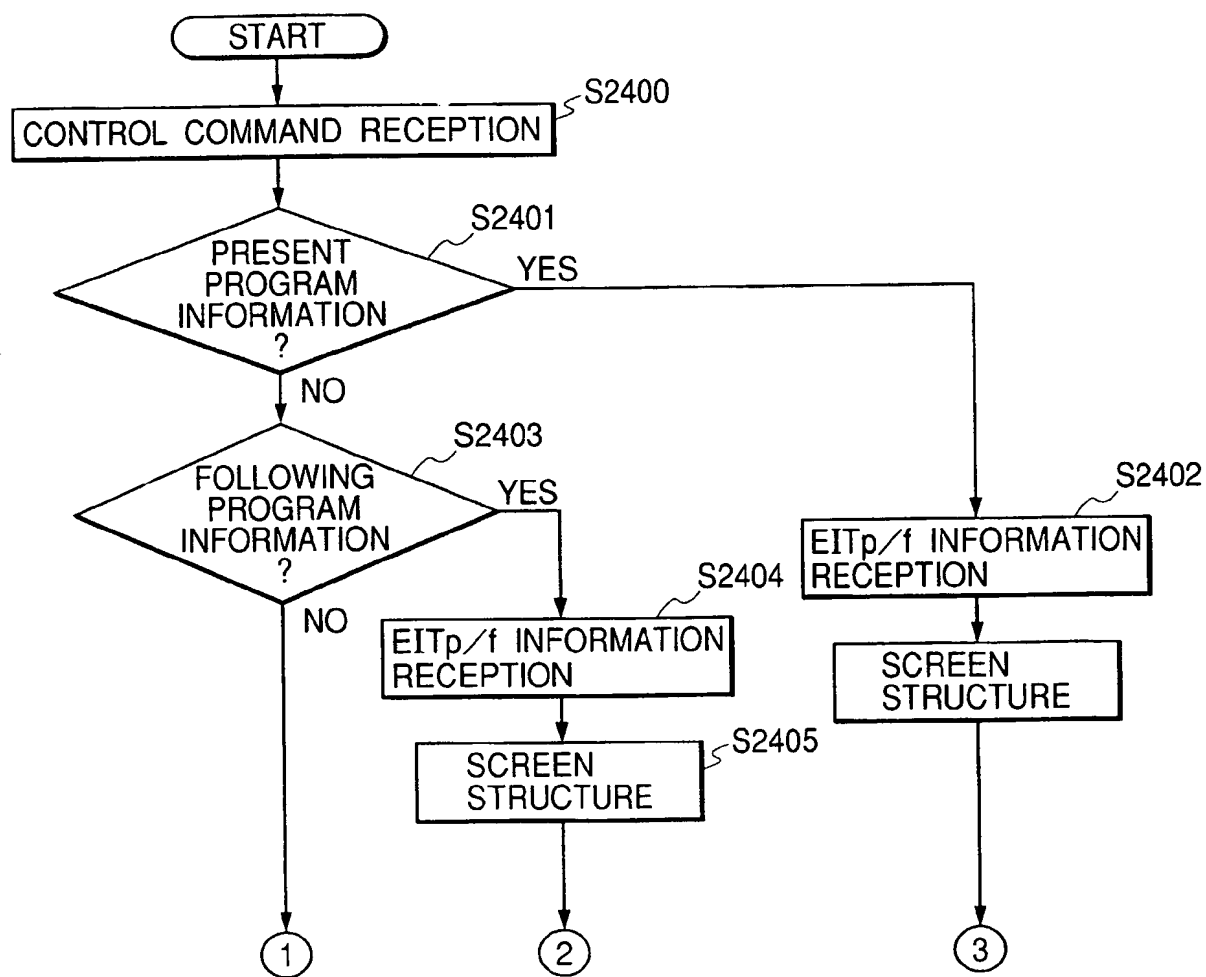 START
S2400
CONTROL COMMAND RECEPTION
S2401
PRESENT
PROGRAM
INFORMATION
?
YES
NO
S2403
FOLLOWING
PROGRAM
INFORMATION
?
YES
NO
S2402
EITp/f INFORMATION
RECEPTION
S2404
EITp/f INFORMATION
RECEPTION
SCREEN
STRUCTURE
S2405
SCREEN
STRUCTURE
1
2
3